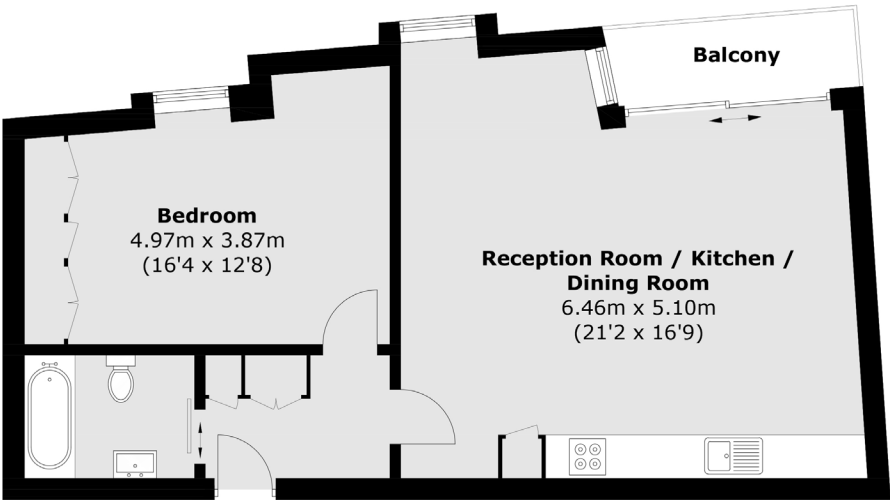 Balcony
Bedroom
4.97m x 3.87m
(16'4 x 12'8)
Reception Room / Kitchen /
Dining Room
6.46m x 5.10m
(21'2 x 16'9)